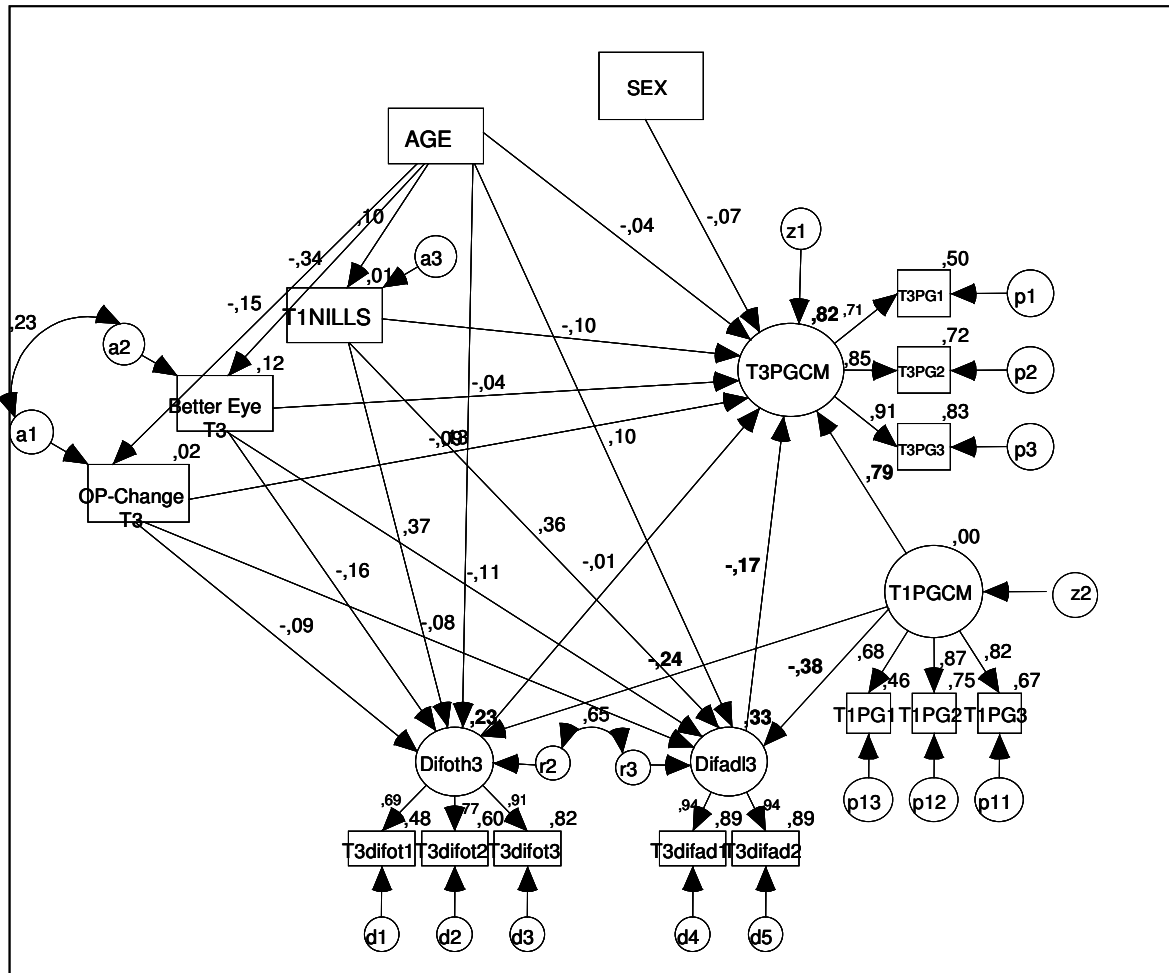 SEX
AGE
,10
-,04
-,07
z1
-,34
,01
a3
,50
-,15
T1NILLS
,82
,71
T3PG1
p1
,23
a2
-,10
,12
,72
,85
T3PGCM
T3PG2
p2
-,04
Better Eye
T3
,91
,83
a1
,10
T3PG3
p3
,02
,79
OP-Change
T3
,37
,36
,00
-,16
-,11
-,01
-,17
T1PGCM
z2
-,09
-,08
-,24
-,38
,68
,87
,82
,46
,75
,67
T1PG1
T1PG2
T1PG3
,23
,65
,33
Difoth3
r2
r3
Difadl3
p13
p12
p11
,69
,77
,91
,94
,94
,48
,60
,82
,89
,89
T3difot1
T3difot2
T3difot3
T3difad1
T3difad2
d1
d2
d3
d4
d5